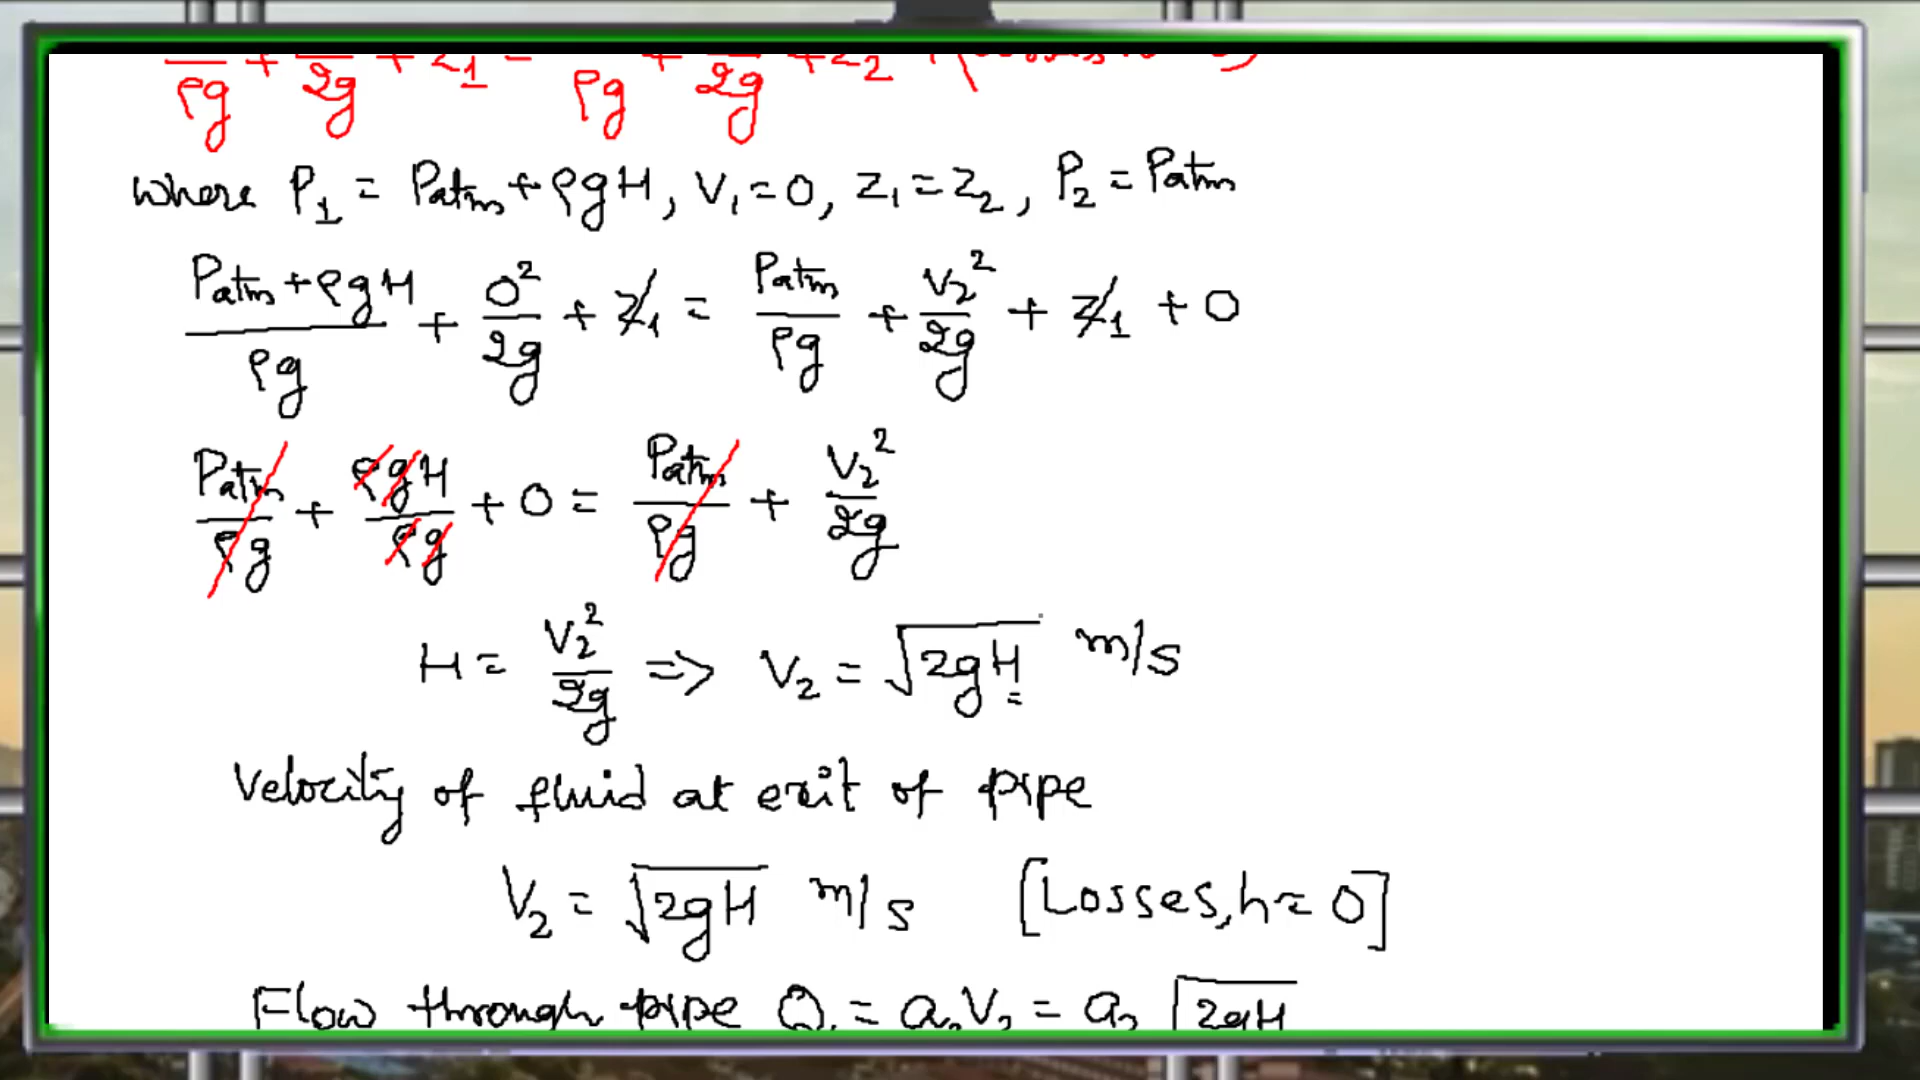 ρg + 2g + Z1 = ρg + 2g + Z2 +
where P1 = Patm + ρgH, V1 = 0, Z1 = Z2, P2 = Patm
(Patm + ρgH)/ρg + 0²/2g + Z1 = Patm/ρg + V2²/2g + Z1 + 0
Patm/ρg + ρgH/ρg + 0 = Patm/ρg + V2²/2g
H = V2²/2g => V2 = √2gH m/s
Velocity of fluid at exit of pipe
V2 = √2gH m/s [Losses, h = 0]
Flow through pipe Q1 = a2V2 = a2 √2gH